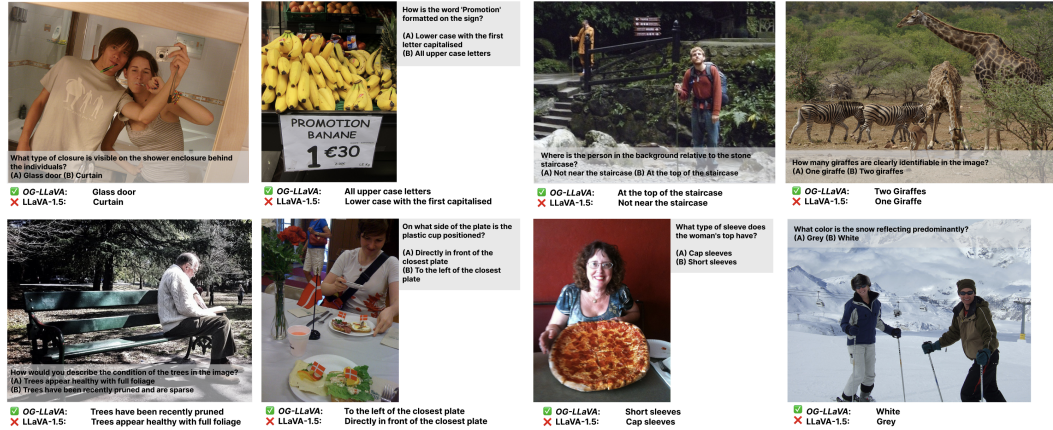 What type of closure is visible on the shower enclosure behind
the individuals?
(A) Glass door (B) Curtain
✅ OG-LLaVA: Glass door
❌ LLaVA-1.5: Curtain
How is the word 'Promotion'
formatted on the sign?
(A) Lower case with the first
letter capitalised
(B) All upper case letters
PROMOTION
BANANE
1 €30
✅ OG-LLaVA: All upper case letters
❌ LLaVA-1.5: Lower case with the first capitalised
Where is the person in the background relative to the stone
staircase?
(A) Not near the staircase (B) At the top of the staircase
✅ OG-LLaVA: At the top of the staircase
❌ LLaVA-1.5: Not near the staircase
How many giraffes are clearly identifiable in the image?
(A) One giraffe (B) Two giraffes
✅ OG-LLaVA: Two Giraffes
❌ LLaVA-1.5: One Giraffe
How would you describe the condition of the trees in the image?
(A) Trees appear healthy with full foliage
(B) Trees have been recently pruned and are sparse
✅ OG-LLaVA: Trees have been recently pruned
❌ LLaVA-1.5: Trees appear healthy with full foliage
On what side of the plate is the
plastic cup positioned?
(A) Directly in front of the
closest plate
(B) To the left of the closest
plate
✅ OG-LLaVA: To the left of the closest plate
❌ LLaVA-1.5: Directly in front of the closest plate
What type of sleeve does
the woman's top have?
(A) Cap sleeves
(B) Short sleeves
✅ OG-LLaVA: Short sleeves
❌ LLaVA-1.5: Cap sleeves
What color is the snow reflecting predominantly?
(A) Grey (B) White
✅ OG-LLaVA: White
❌ LLaVA-1.5: Grey